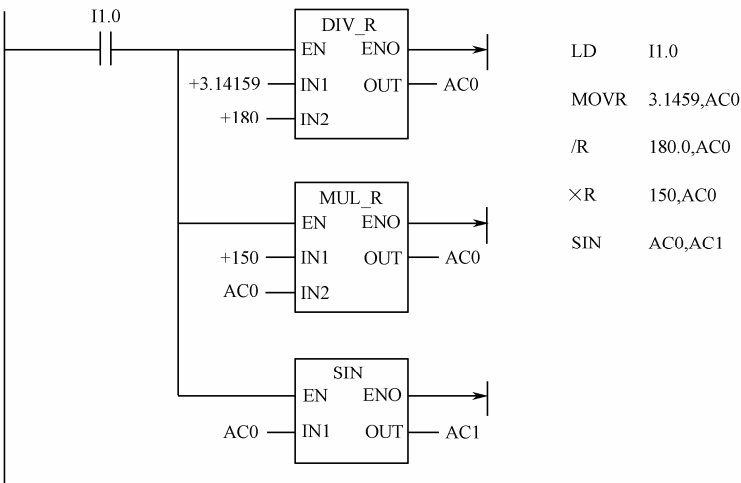 I1.0
DIV_R
EN ENO
+3.14159 IN1 OUT AC0
+180 IN2
MUL_R
EN ENO
+150 IN1 OUT AC0
AC0 IN2
SIN
EN ENO
AC0 IN1 OUT AC1
LD I1.0
MOVR 3.1459,AC0
/R 180.0,AC0
×R 150,AC0
SIN AC0,AC1